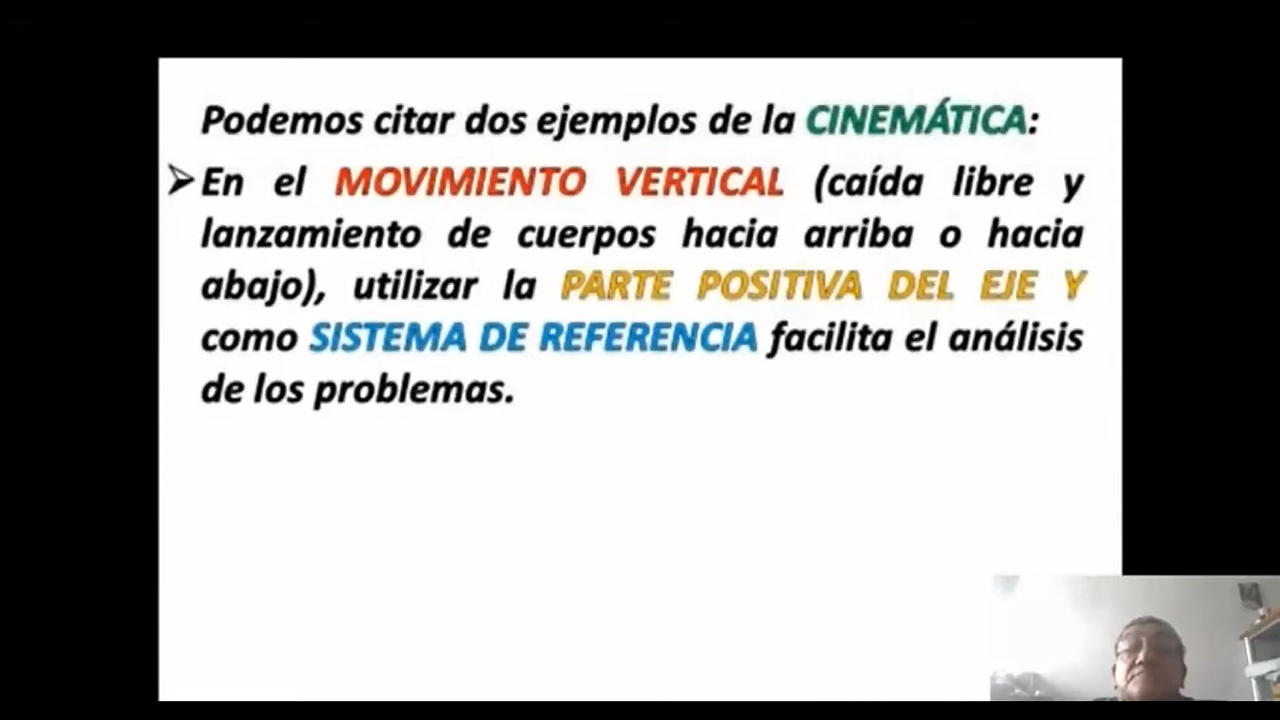 Podemos citar dos ejemplos de la CINEMÁTICA:
➢ En el MOVIMIENTO VERTICAL (caída libre y
lanzamiento de cuerpos hacia arriba o hacia
abajo), utilizar la PARTE POSITIVA DEL EJE Y
como SISTEMA DE REFERENCIA facilita el análisis
de los problemas.